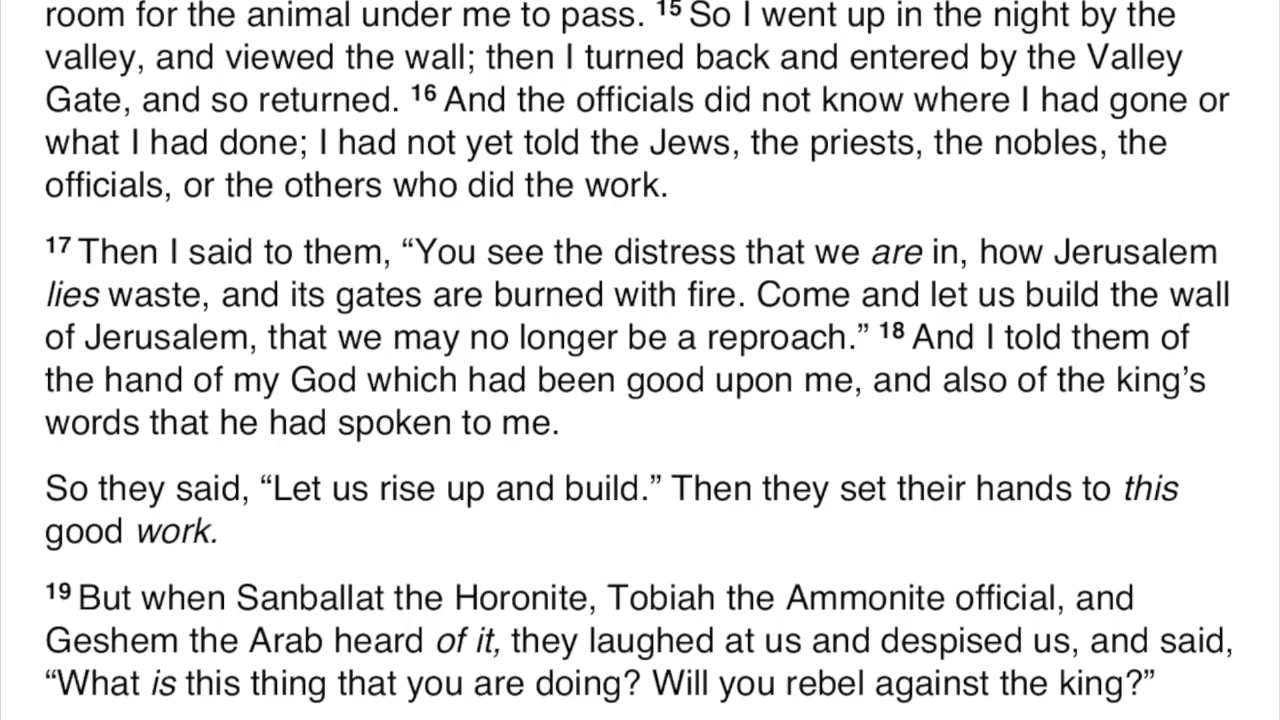 room for the animal under me to pass. 15 So I went up in the night by the
valley, and viewed the wall; then I turned back and entered by the Valley
Gate, and so returned. 16 And the officials did not know where I had gone or
what I had done; I had not yet told the Jews, the priests, the nobles, the
officials, or the others who did the work.
17 Then I said to them, “You see the distress that we are in, how Jerusalem
lies waste, and its gates are burned with fire. Come and let us build the wall
of Jerusalem, that we may no longer be a reproach.” 18 And I told them of
the hand of my God which had been good upon me, and also of the king’s
words that he had spoken to me.
So they said, “Let us rise up and build.” Then they set their hands to this
good work.
19 But when Sanballat the Horonite, Tobiah the Ammonite official, and
Geshem the Arab heard of it, they laughed at us and despised us, and said,
“What is this thing that you are doing? Will you rebel against the king?”